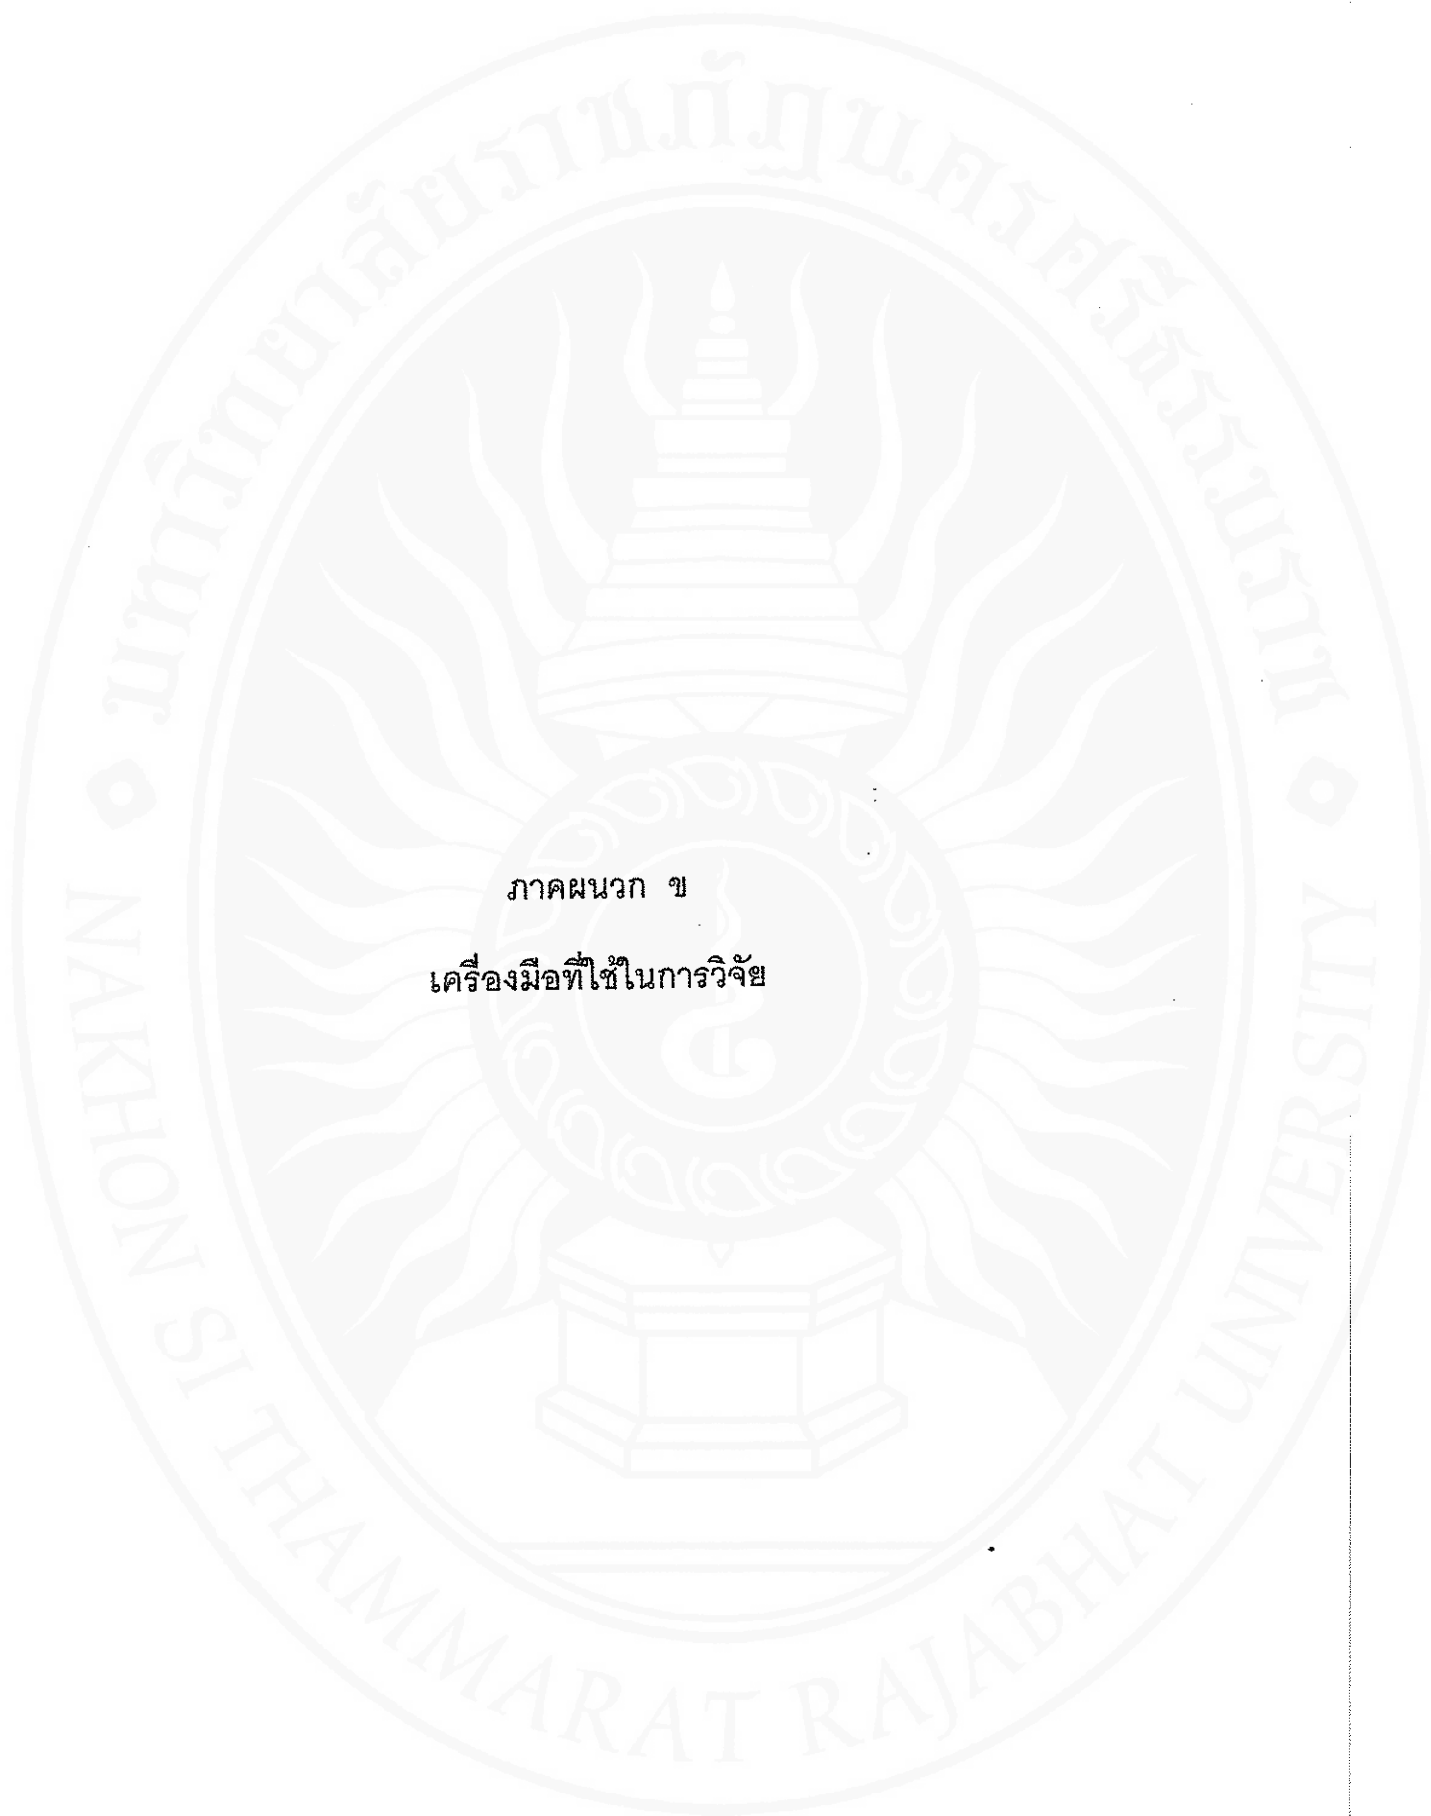 มหาวิทยาลัยราชภัฏนครศรีธรรมราช
ภาคผนวก ข
เครื่องมือที่ใช้ในการวิจัย
NAKHON SI THAMMARAT RAJABHAT UNIVERSITY